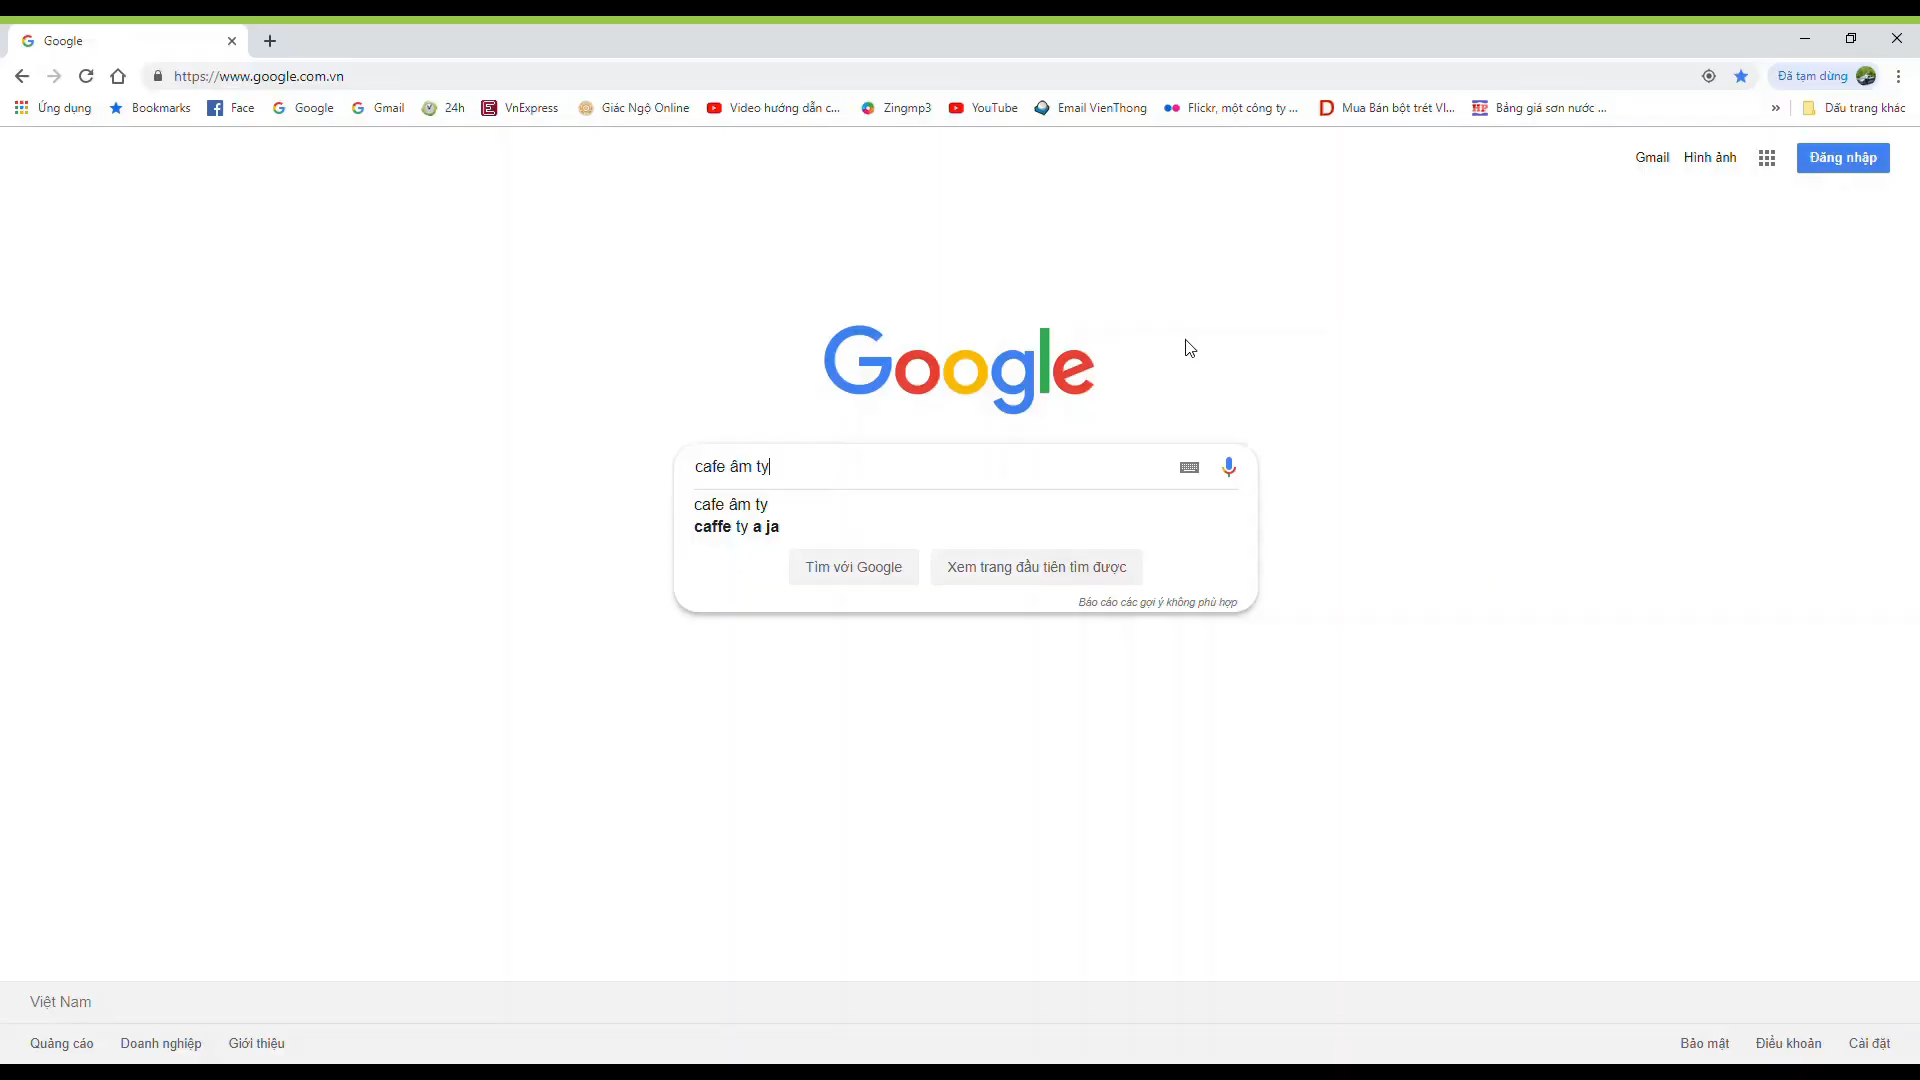 Google
https://www.google.com.vn
Đã tạm dừng
Ứng dụng Bookmarks Face Google Gmail 24h VnExpress Giác Ngộ Online Video hướng dẫn c... Zingmp3 YouTube Email VienThong Flickr, một công ty ... Mua Bán bột trét VI... Bảng giá sơn nước ... » Dấu trang khác
Gmail Hình ảnh Đăng nhập
Google
cafe âm ty
cafe âm ty
caffe ty a ja
Tìm với Google Xem trang đầu tiên tìm được
Báo cáo các gợi ý không phù hợp
Việt Nam
Quảng cáo Doanh nghiệp Giới thiệu Bảo mật Điều khoản Cài đặt